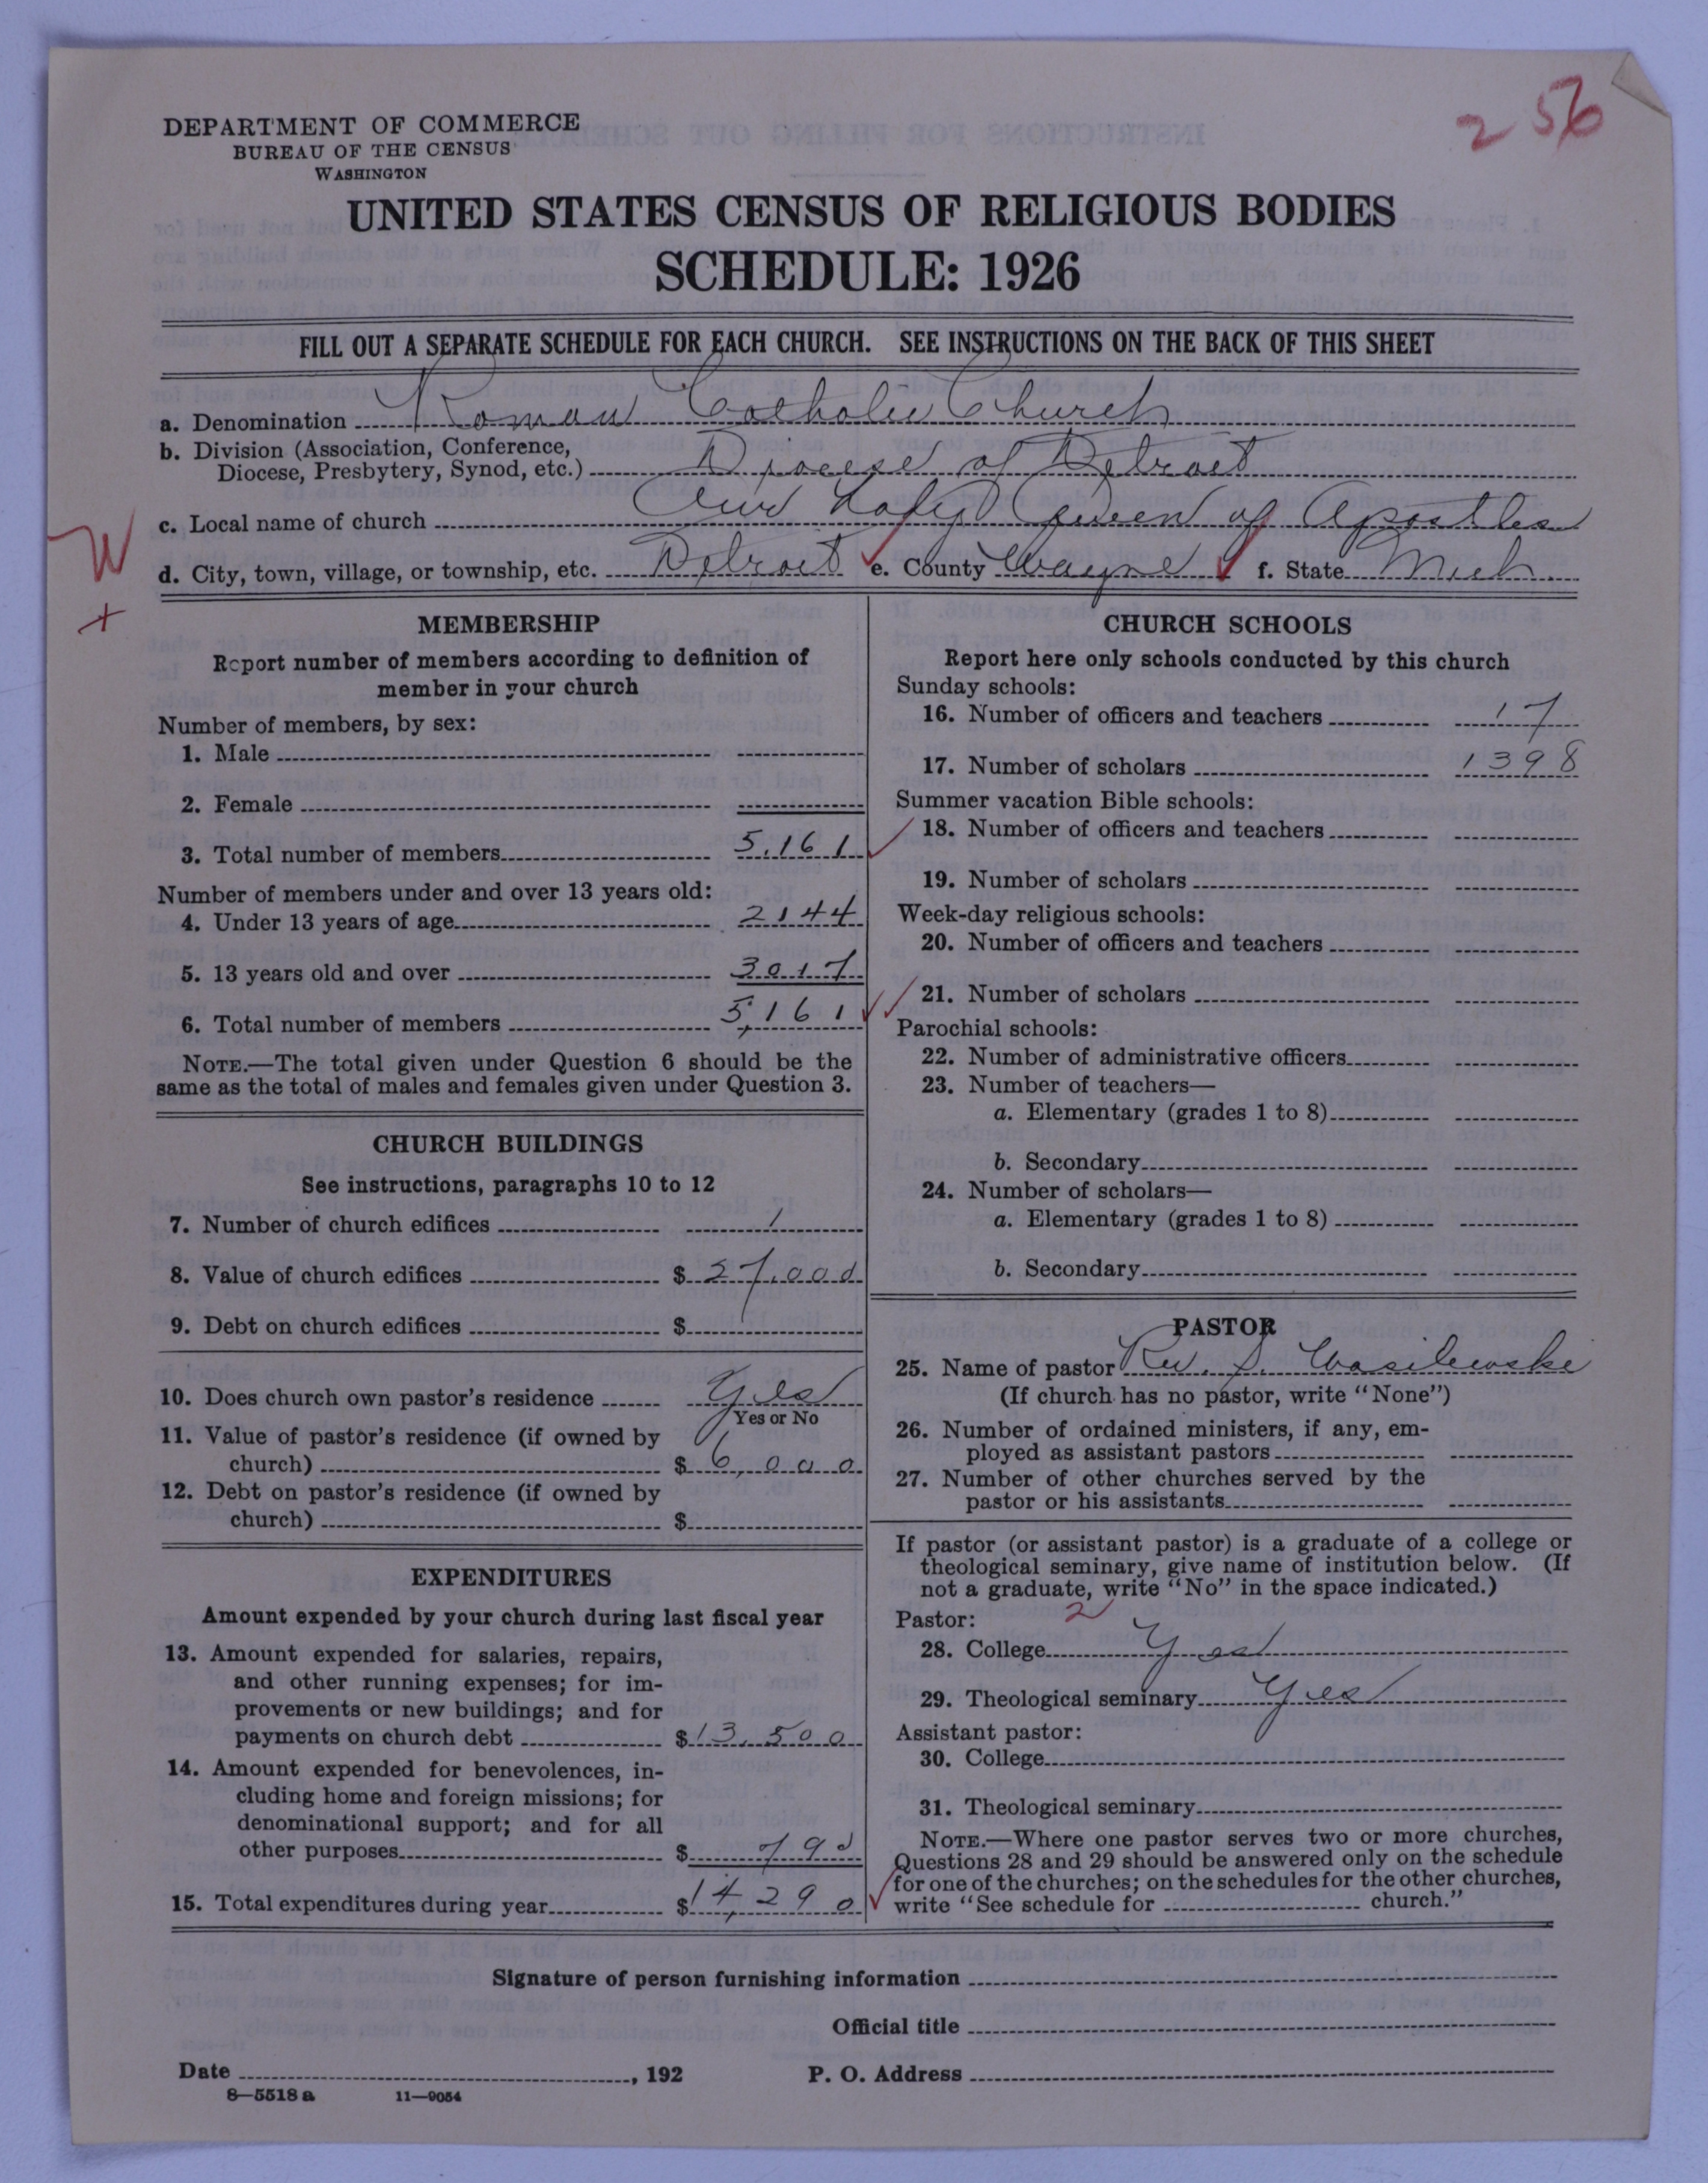 256
DEPARTMENT OF COMMERCE
BUREAU OF THE CENSUS
WASHINGTON
UNITED STATES CENSUS OF RELIGIOUS BODIES
SCHEDULE: 1926
FILL OUT A SEPARATE SCHEDULE FOR EACH CHURCH. SEE INSTRUCTIONS ON THE BACK OF THIS SHEET
a. Denomination Roman Catholic Church
b. Division (Association, Conference,
Diocese, Presbytery, Synod, etc.) Diocese of Detroit
c. Local name of church Our Lady Queen of Apostles
W
d. City, town, village, or township, etc. Detroit e. County Wayne f. State Mich.
+
MEMBERSHIP
Report number of members according to definition of
member in your church
Number of members, by sex:
1. Male
2. Female
3. Total number of members 5,161
Number of members under and over 13 years old:
4. Under 13 years of age 2144
5. 13 years old and over 3017
6. Total number of members 5,161
NOTE.—The total given under Question 6 should be the
same as the total of males and females given under Question 3.
CHURCH BUILDINGS
See instructions, paragraphs 10 to 12
7. Number of church edifices 1
8. Value of church edifices $ 27,000
9. Debt on church edifices $
10. Does church own pastor's residence Yes
Yes or No
11. Value of pastor's residence (if owned by
church) $ 6,000
12. Debt on pastor's residence (if owned by
church) $
EXPENDITURES
Amount expended by your church during last fiscal year
13. Amount expended for salaries, repairs,
and other running expenses; for im-
provements or new buildings; and for
payments on church debt $ 13,500
14. Amount expended for benevolences, in-
cluding home and foreign missions; for
denominational support; and for all
other purposes $ 790
15. Total expenditures during year $ 14,290
CHURCH SCHOOLS
Report here only schools conducted by this church
Sunday schools:
16. Number of officers and teachers 17
17. Number of scholars 1398
Summer vacation Bible schools:
18. Number of officers and teachers
19. Number of scholars
Week-day religious schools:
20. Number of officers and teachers
21. Number of scholars
Parochial schools:
22. Number of administrative officers
23. Number of teachers—
a. Elementary (grades 1 to 8)
b. Secondary
24. Number of scholars—
a. Elementary (grades 1 to 8)
b. Secondary
PASTOR
25. Name of pastor Rev. S. Wasilewski
(If church has no pastor, write "None")
26. Number of ordained ministers, if any, em-
ployed as assistant pastors
27. Number of other churches served by the
pastor or his assistants
If pastor (or assistant pastor) is a graduate of a college or
theological seminary, give name of institution below. (If
not a graduate, write "No" in the space indicated.)
Pastor: 2
28. College Yes
29. Theological seminary Yes
Assistant pastor:
30. College
31. Theological seminary
NOTE.—Where one pastor serves two or more churches,
Questions 28 and 29 should be answered only on the schedule
for one of the churches; on the schedules for the other churches,
write "See schedule for church."
Signature of person furnishing information
Official title
Date , 192 P. O. Address
8—5518 a 11—9054